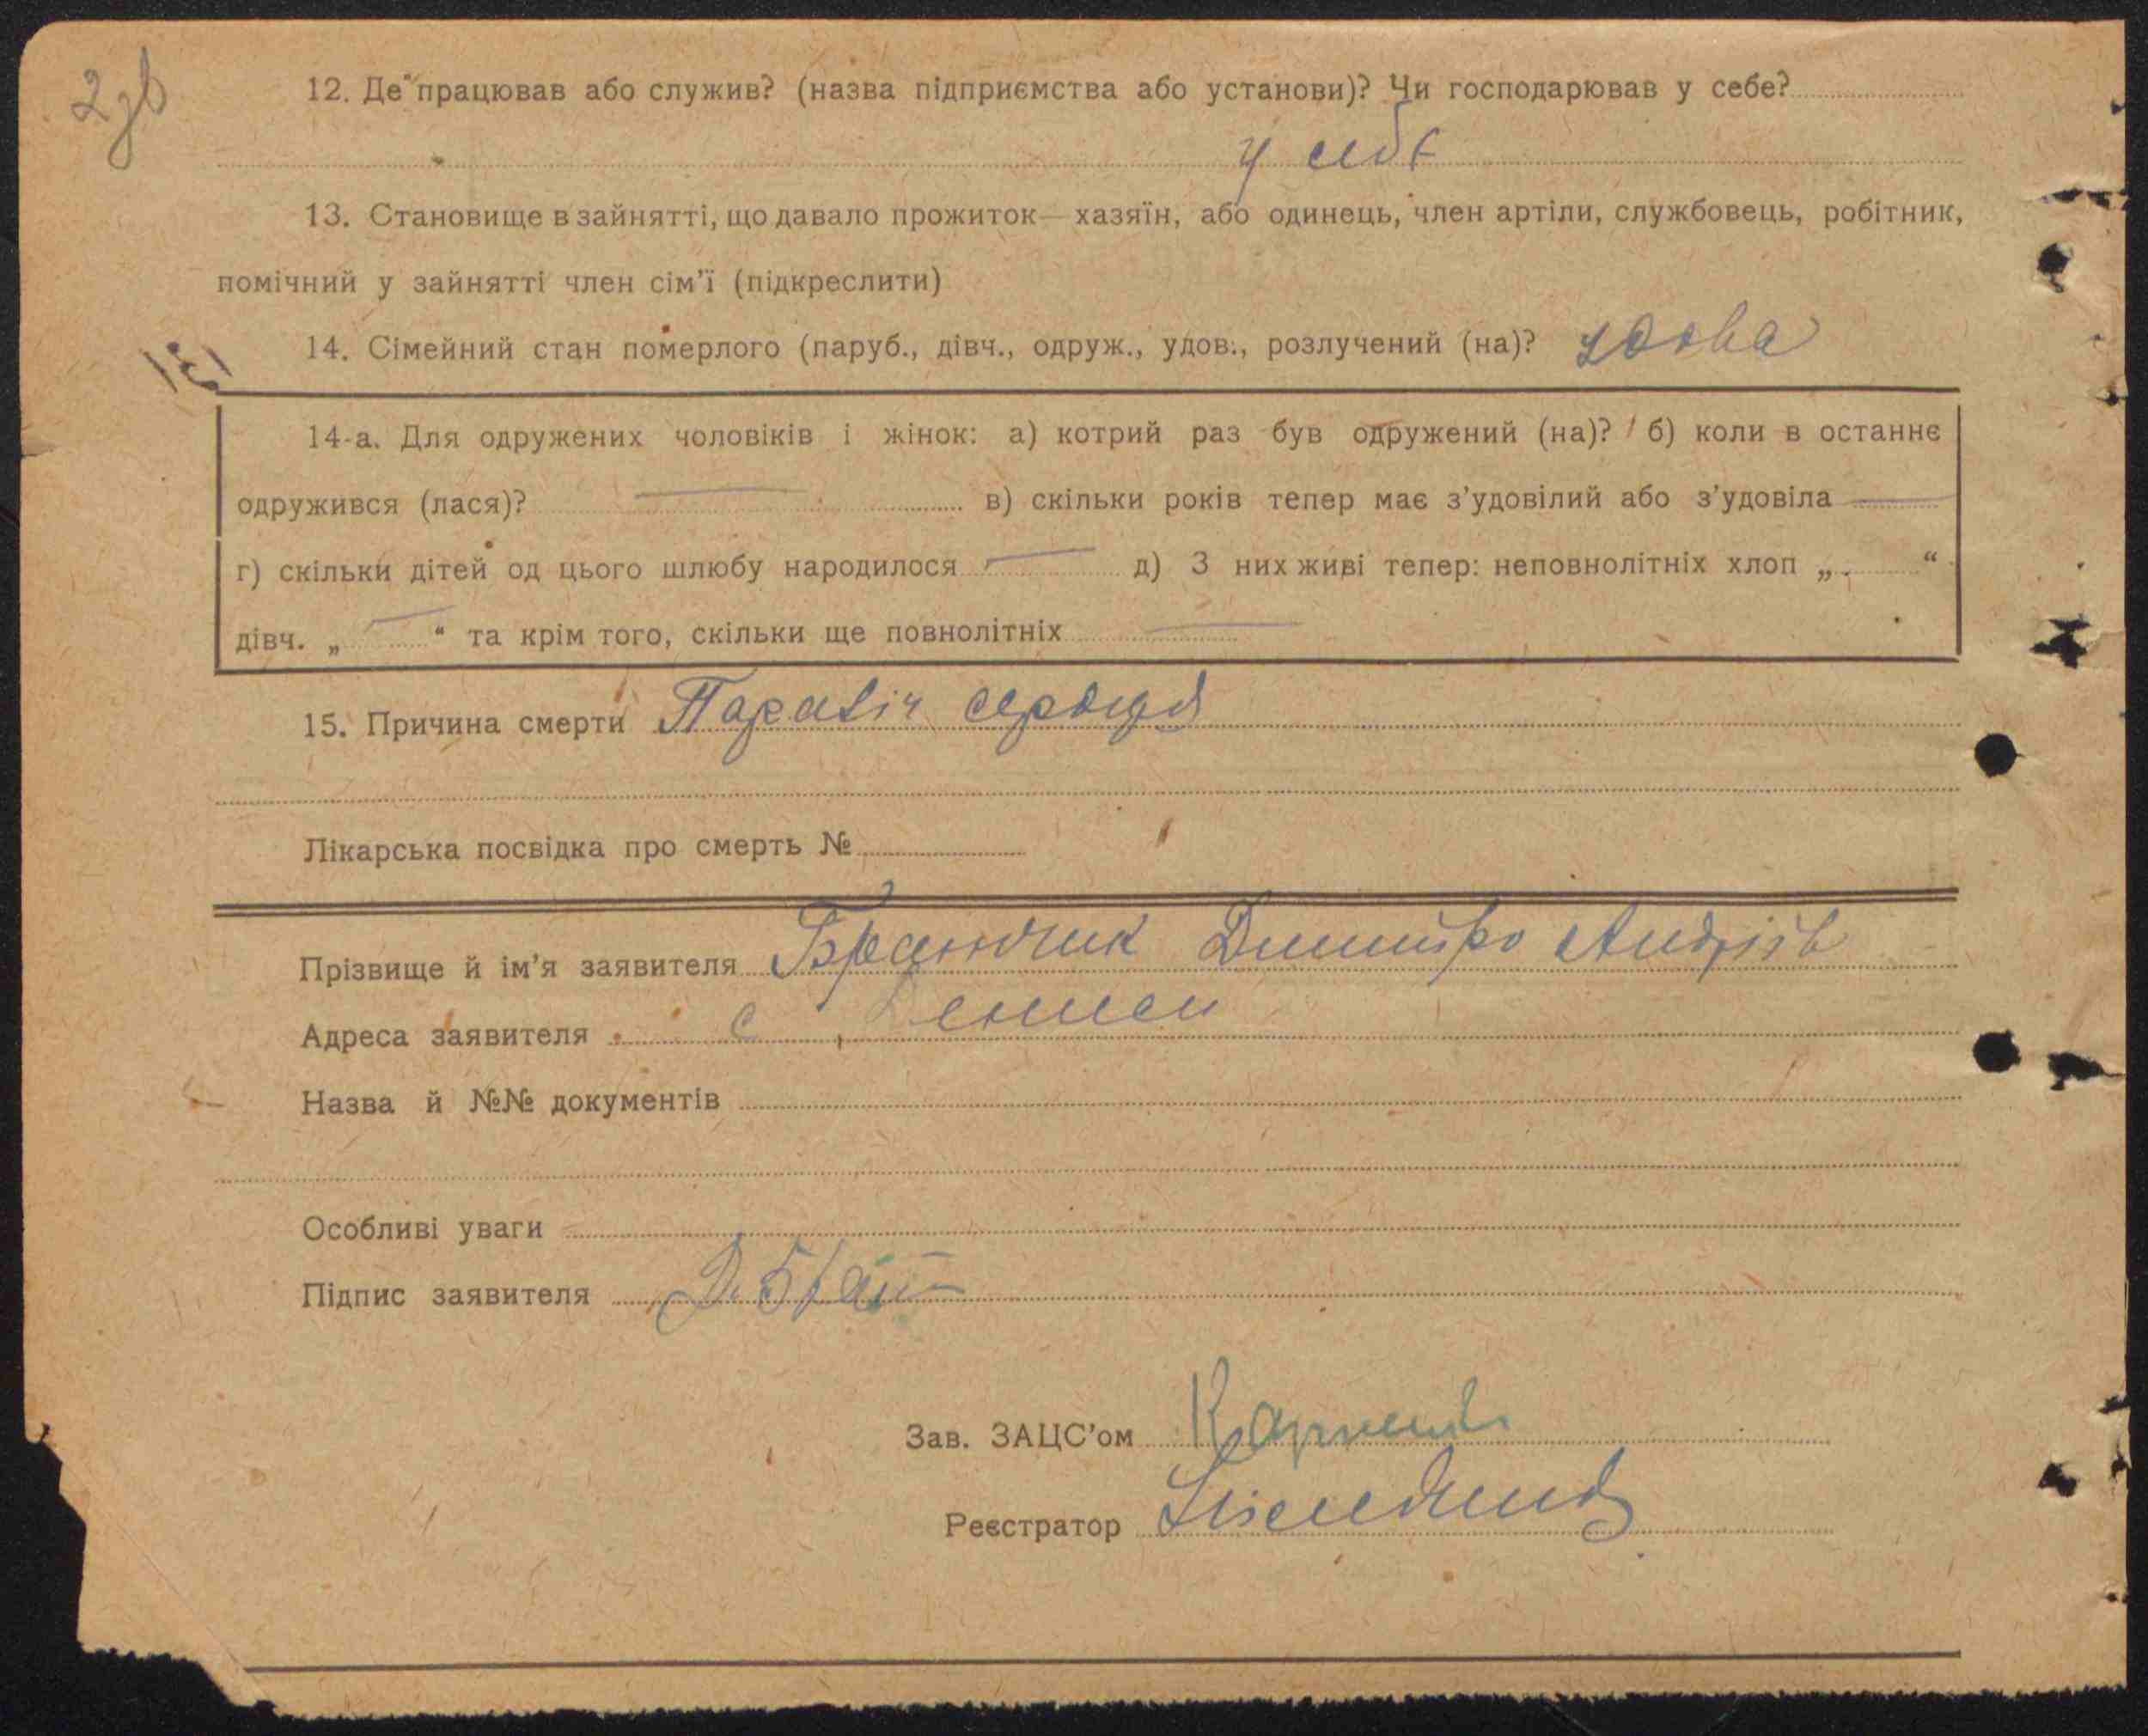 2зв
12. Де працював або служив? (назва підприємства або установи)? Чи господарював у себе?
у себе
13. Становище в зайнятті, що давало прожиток — хазяїн, або одинець, член артіли, службовець, робітник,
помічний у зайнятті член сім’ї (підкреслити)
14. Сімейний стан померлого (паруб., дівч., одруж., удов., розлучений (на)? удова
14-а. Для одружених чоловіків і жінок: а) котрий раз був одружений (на)? б) коли в останнє
одружився (лася)? — в) скільки років тепер має з’удовілий або з’удовіла —
г) скільки дітей од цього шлюбу народилося — д) З них живі тепер: неповнолітніх хлоп „ “
дівч. „ — “ та крім того, скільки ще повнолітніх —
15. Причина смерти Параліч сердця
Лікарська посвідка про смерть №
Прізвище й ім’я заявителя Бранчик Дмитро Андріїв
Адреса заявителя с
Назва й №№ документів
Особливі уваги
Підпис заявителя
Зав. ЗАЦС’ом
Реєстратор